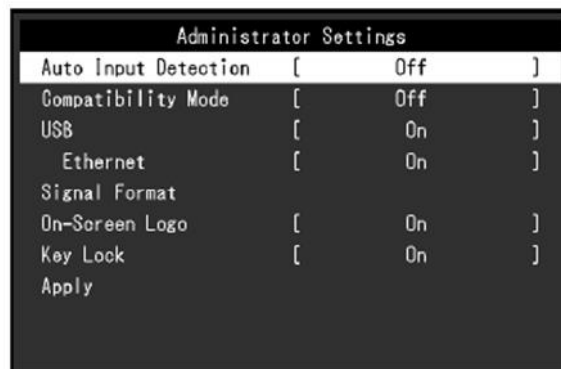 Administrator Settings
Auto Input Detection [ Off ]
Compatibility Mode [ Off ]
USB [ On ]
Ethernet [ On ]
Signal Format
On-Screen Logo [ On ]
Key Lock [ On ]
Apply